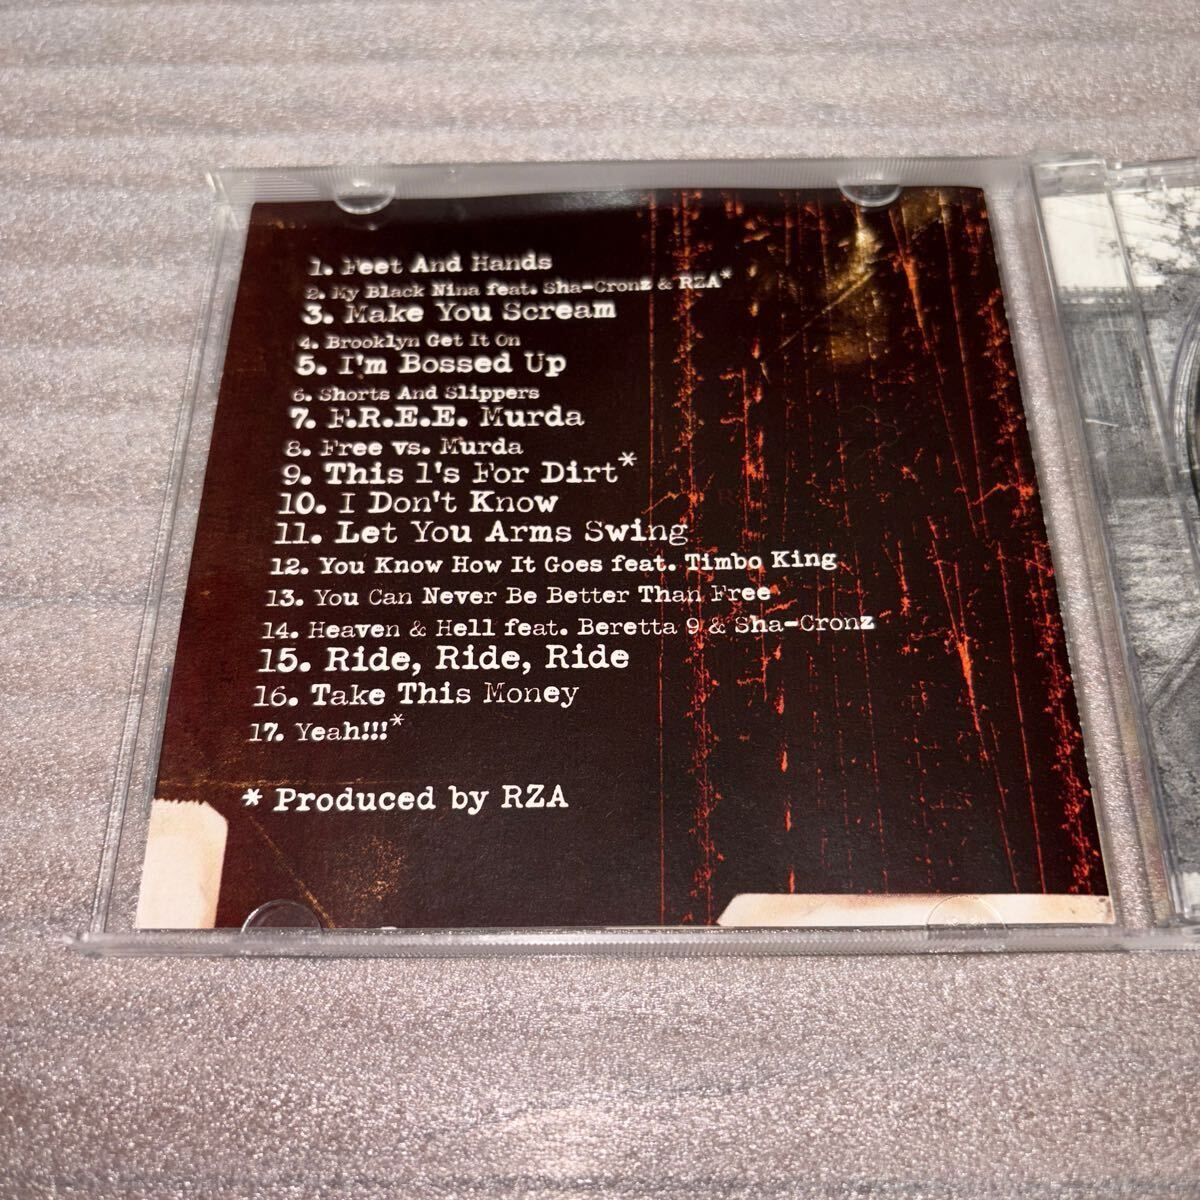 1. Feet And Hands
2. My Black Nina feat. Sha-Cronz & RZA*
3. Make You Scream
4. Brooklyn Get It On
5. I'm Bossed Up
6. Shorts And Slippers
7. F.R.E.E. Murda
8. Free vs. Murda
9. This 1's For Dirt*
10. I Don't Know
11. Let You Arms Swing
12. You Know How It Goes feat. Timbo King
13. You Can Never Be Better Than Free
14. Heaven & Hell feat. Beretta 9 & Sha-Cronz
15. Ride, Ride, Ride
16. Take This Money
17. Yeah!!!*
* Produced by RZA